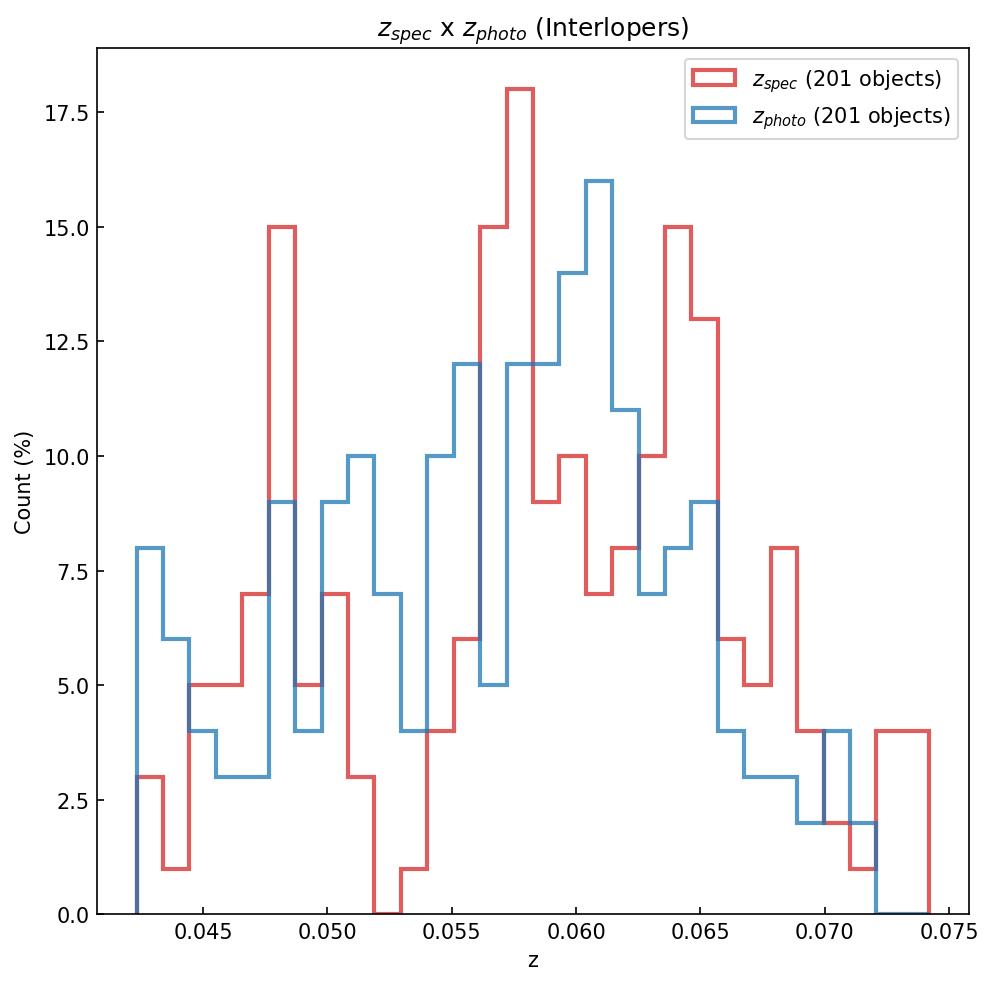 z_spec x z_photo (Interlopers)
z_spec (201 objects)
z_photo (201 objects)
Count (%)
17.5
15.0
12.5
10.0
7.5
5.0
2.5
0.0
0.045 0.050 0.055 0.060 0.065 0.070 0.075
z